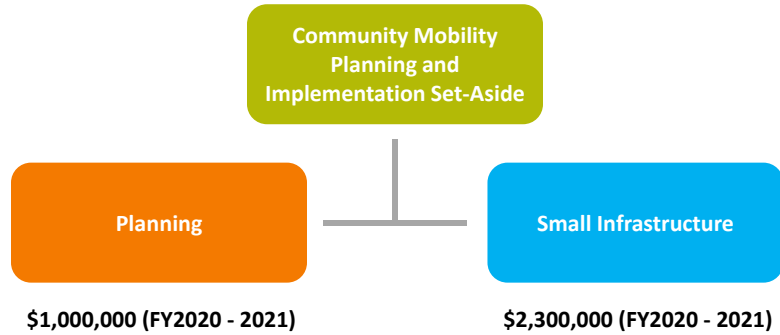 Community Mobility
Planning and
Implementation Set-Aside
Planning
Small Infrastructure
$1,000,000 (FY2020 - 2021)
$2,300,000 (FY2020 - 2021)